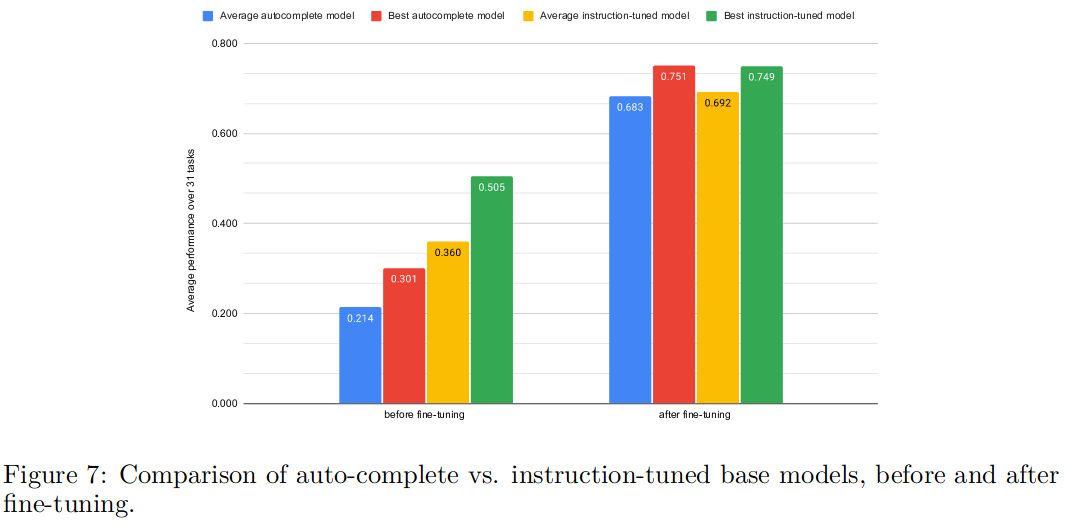 Average autocomplete model Best autocomplete model Average instruction-tuned model Best instruction-tuned model
Average performance over 31 tasks
0.800
0.600
0.400
0.200
0.000
0.214
0.301
0.360
0.505
0.683
0.751
0.692
0.749
before fine-tuning after fine-tuning
Figure 7: Comparison of auto-complete vs. instruction-tuned base models, before and after
fine-tuning.